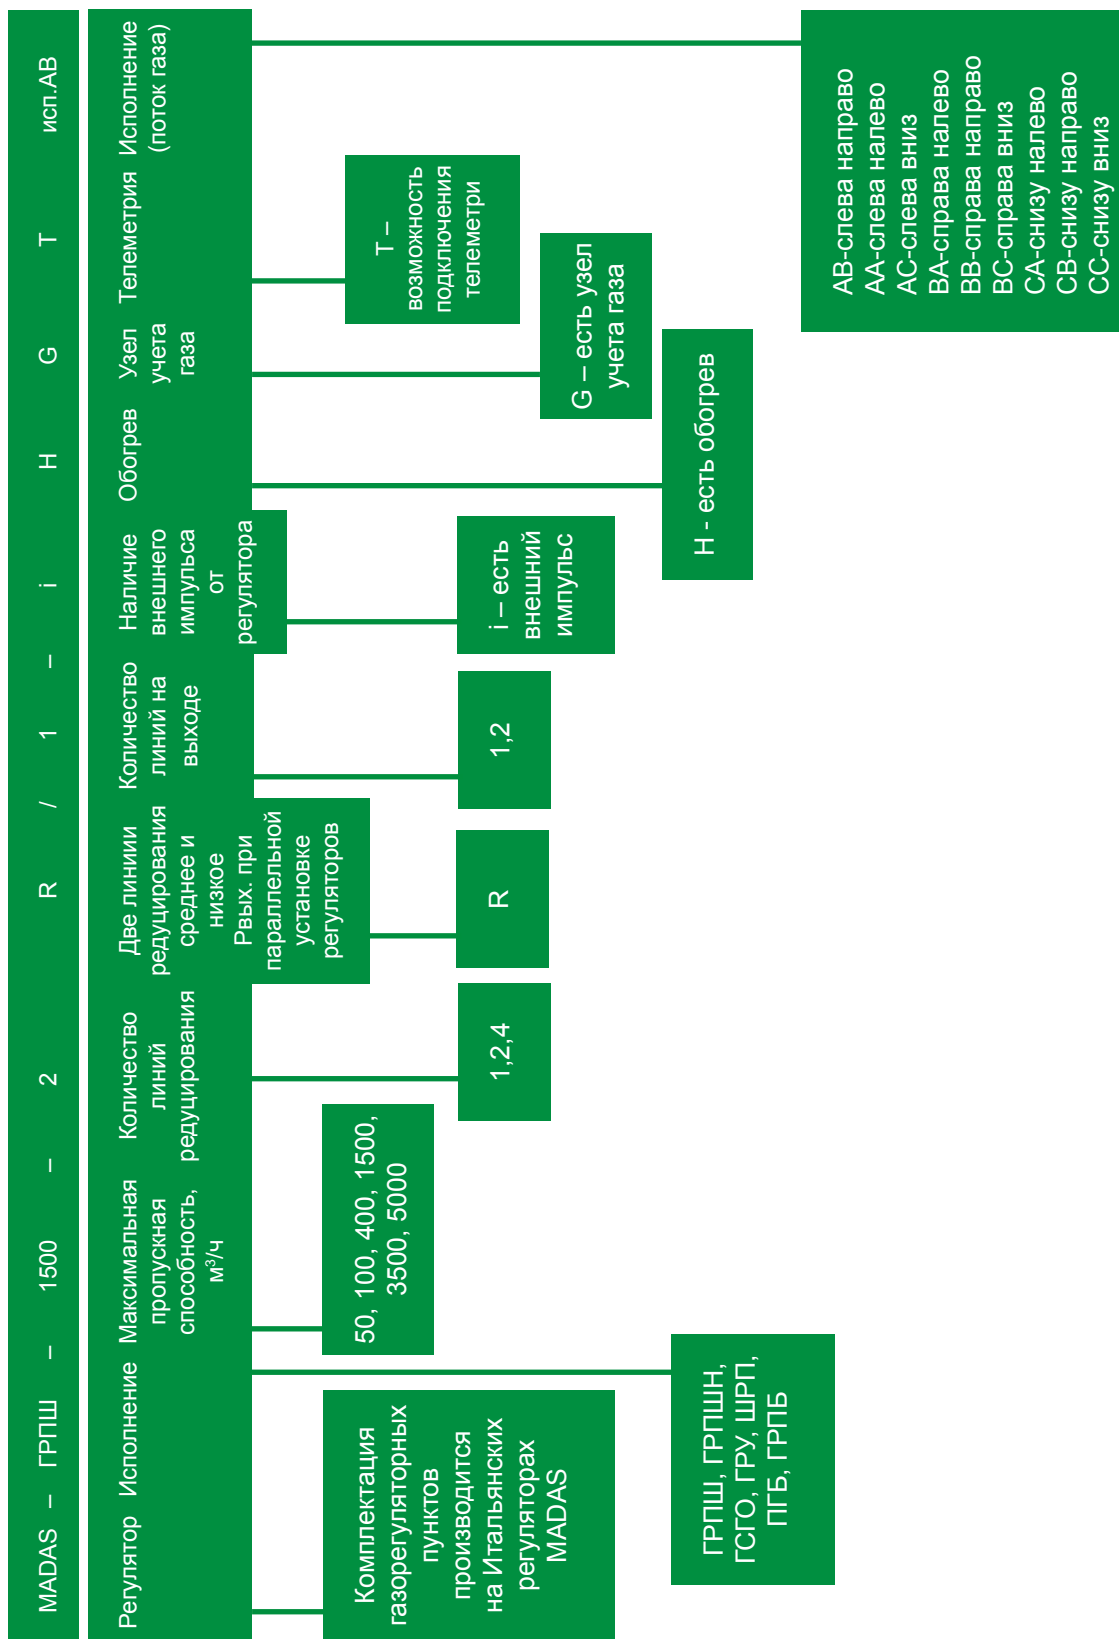 MADAS – ГРПШ – 1500 – 2 R / 1 – i H G T исп.АВ
Регулятор
Исполнение
Максимальная
пропускная
способность,
м³/ч
Количество
линий
редуцирования
Две линиии
редуцирования
среднее и
низкое
Рвых. при
параллельной
установке
регуляторов
Количество
линий на
выходе
Наличие
внешнего
импульса
от
регулятора
Обогрев
Узел
учета
газа
Телеметрия
Исполнение
(поток газа)
Комплектация
газорегуляторных
пунктов
производится
на Итальянских
регуляторах
MADAS
ГРПШ, ГРПШН,
ГСГО, ГРУ, ШРП,
ПГБ, ГРПБ
50, 100, 400, 1500,
3500, 5000
1,2,4
R
1,2
i – есть
внешний
импульс
H - есть обогрев
G – есть узел
учета газа
Т –
возможность
подключения
телеметри
АВ-слева направо
АА-слева налево
АС-слева вниз
ВА-справа налево
ВВ-справа направо
ВС-справа вниз
СА-снизу налево
СВ-снизу направо
СС-снизу вниз